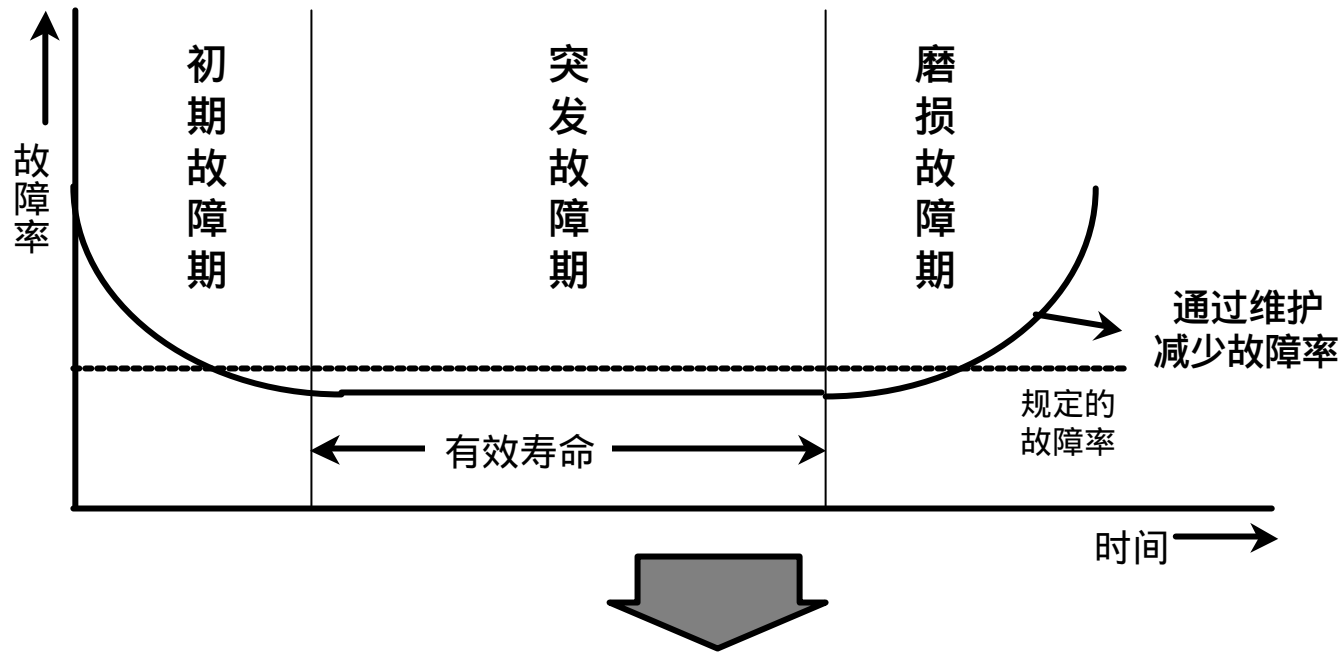 故障率
初期故障期
突发故障期
磨损故障期
通过维护
减少故障率
规定的
故障率
有效寿命
时间